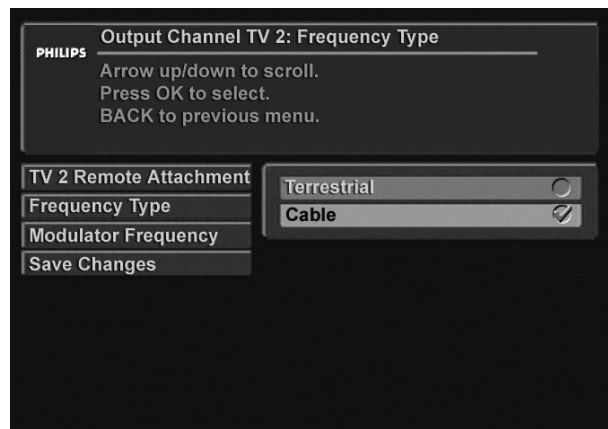 PHILIPS
Output Channel TV 2: Frequency Type
Arrow up/down to scroll.
Press OK to select.
BACK to previous menu.
TV 2 Remote Attachment
Frequency Type
Modulator Frequency
Save Changes
Terrestrial
Cable